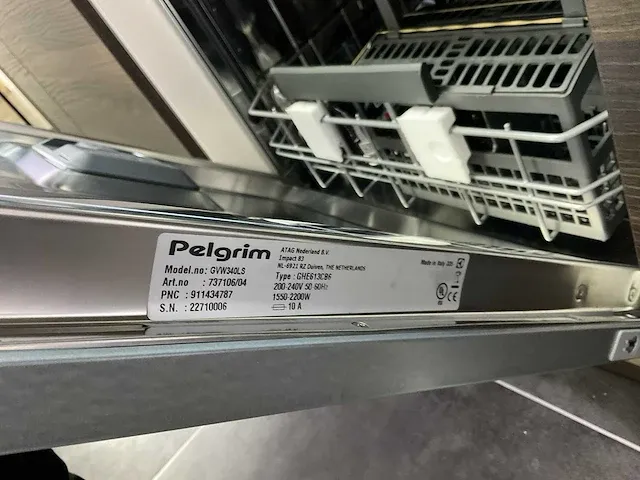 Pelgrim
ATAG Nederland B.V.
Impact 83
NL-6921 RZ Duiven, THE NETHERLANDS
Made in Italy
Model.no: GVW340LS
Type : GHE613CB6
Art.no : 737106/04
200-240V 50/60Hz
PNC : 911434787
1550-2200W
S.N. : 22710006
10 A